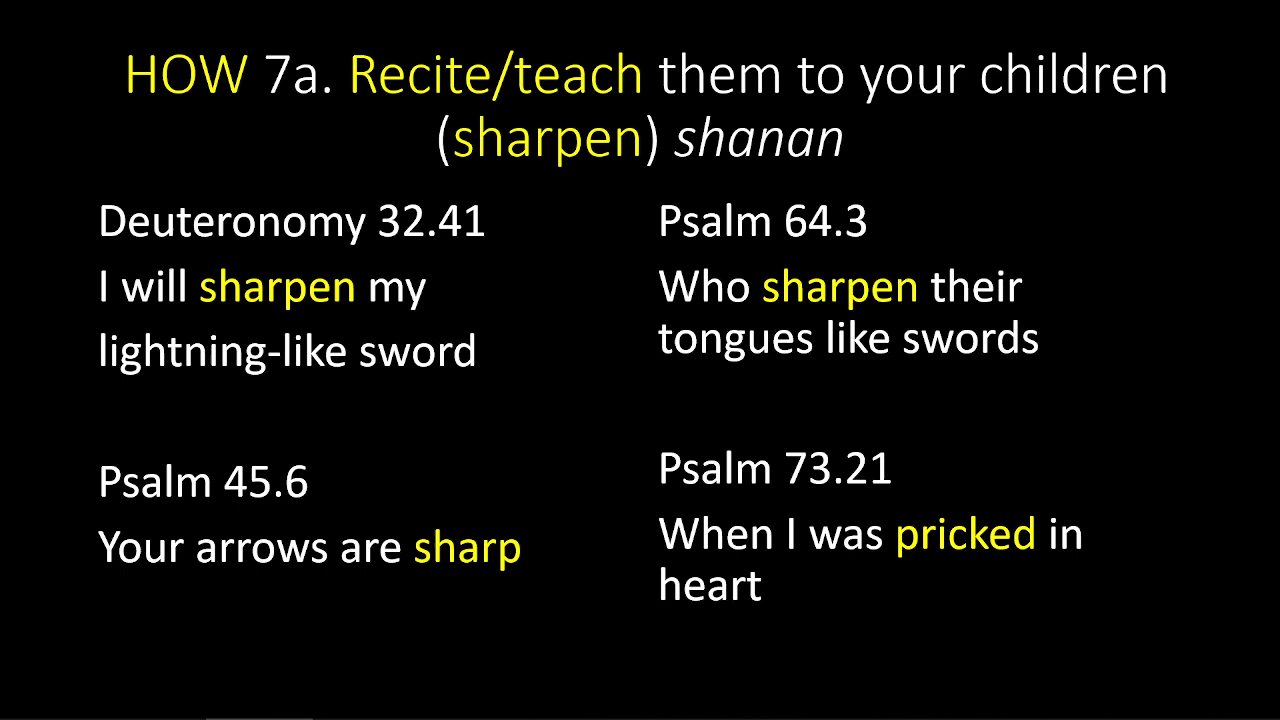 HOW 7a. Recite/teach them to your children
(sharpen) shanan
Deuteronomy 32.41
I will sharpen my
lightning-like sword
Psalm 45.6
Your arrows are sharp
Psalm 64.3
Who sharpen their
tongues like swords
Psalm 73.21
When I was pricked in
heart